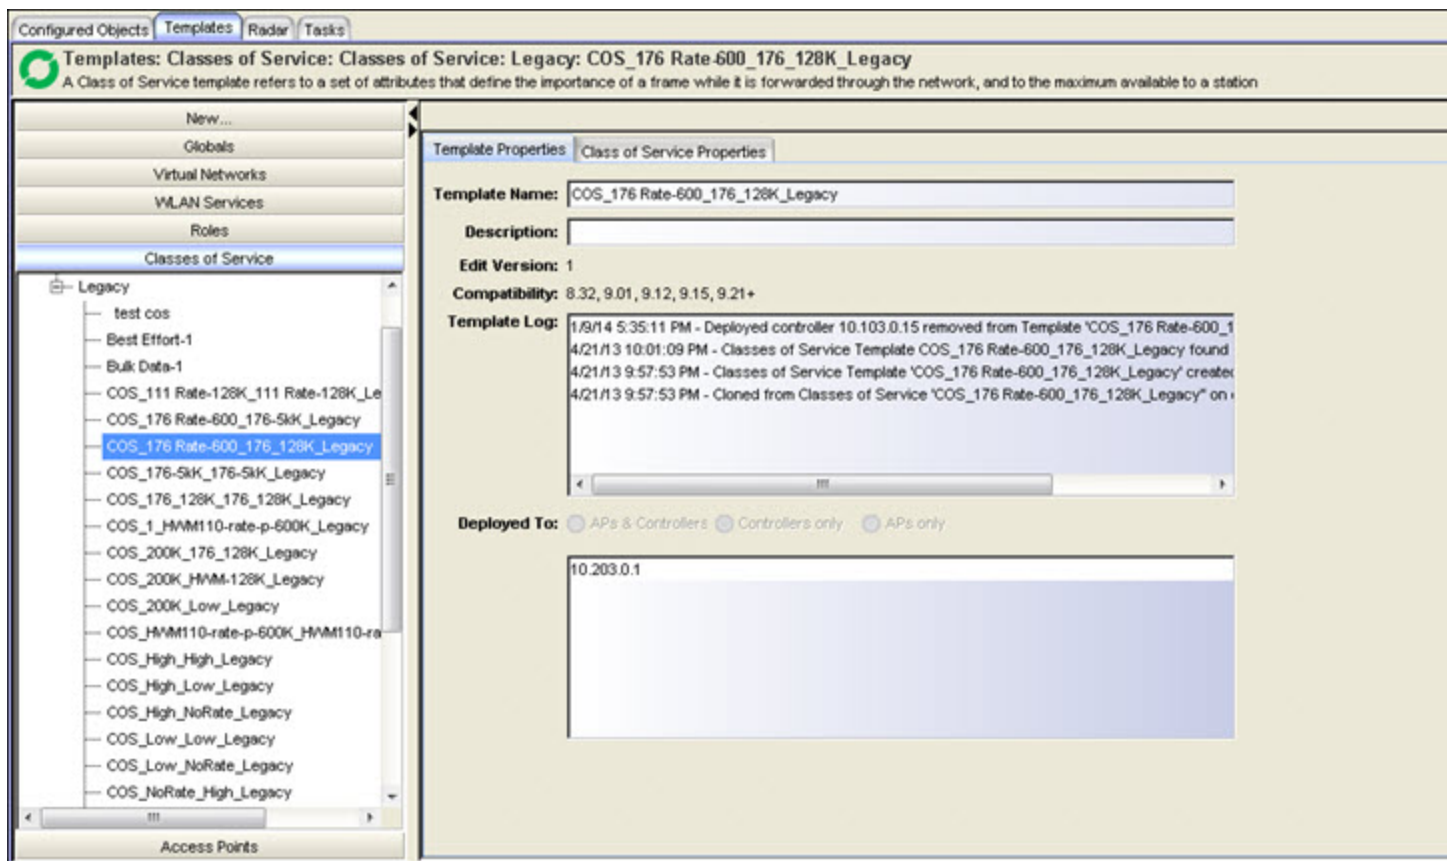 Configured Objects Templates Radar Tasks
Templates: Classes of Service: Classes of Service: Legacy: COS_176 Rate-600_176_128K_Legacy
A Class of Service template refers to a set of attributes that define the importance of a frame while it is forwarded through the network, and to the maximum available to a station
New...
Globals
Virtual Networks
WLAN Services
Roles
Classes of Service
Legacy
test cos
Best Effort-1
Bulk Data-1
COS_111 Rate-128K_111 Rate-128K_Le
COS_176 Rate-600_176-5kK_Legacy
COS_176 Rate-600_176_128K_Legacy
COS_176-5kK_176-5kK_Legacy
COS_176_128K_176_128K_Legacy
COS_1_HWM110-rate-p-600K_Legacy
COS_200K_176_128K_Legacy
COS_200K_HWM-128K_Legacy
COS_200K_Low_Legacy
COS_HWM110-rate-p-600K_HWM110-ra
COS_High_High_Legacy
COS_High_Low_Legacy
COS_High_NoRate_Legacy
COS_Low_Low_Legacy
COS_Low_NoRate_Legacy
COS_NoRate_High_Legacy
Access Points
Template Properties Class of Service Properties
Template Name: COS_176 Rate-600_176_128K_Legacy
Description:
Edit Version: 1
Compatibility: 8.32, 9.01, 9.12, 9.15, 9.21+
Template Log: 1/9/14 5:35:11 PM - Deployed controller 10.103.0.15 removed from Template 'COS_176 Rate-600_1
4/21/13 10:01:09 PM - Classes of Service Template COS_176 Rate-600_176_128K_Legacy found
4/21/13 9:57:53 PM - Classes of Service Template 'COS_176 Rate-600_176_128K_Legacy' created
4/21/13 9:57:53 PM - Cloned from Classes of Service 'COS_176 Rate-600_176_128K_Legacy" on
Deployed To: APs & Controllers Controllers only APs only
10.203.0.1